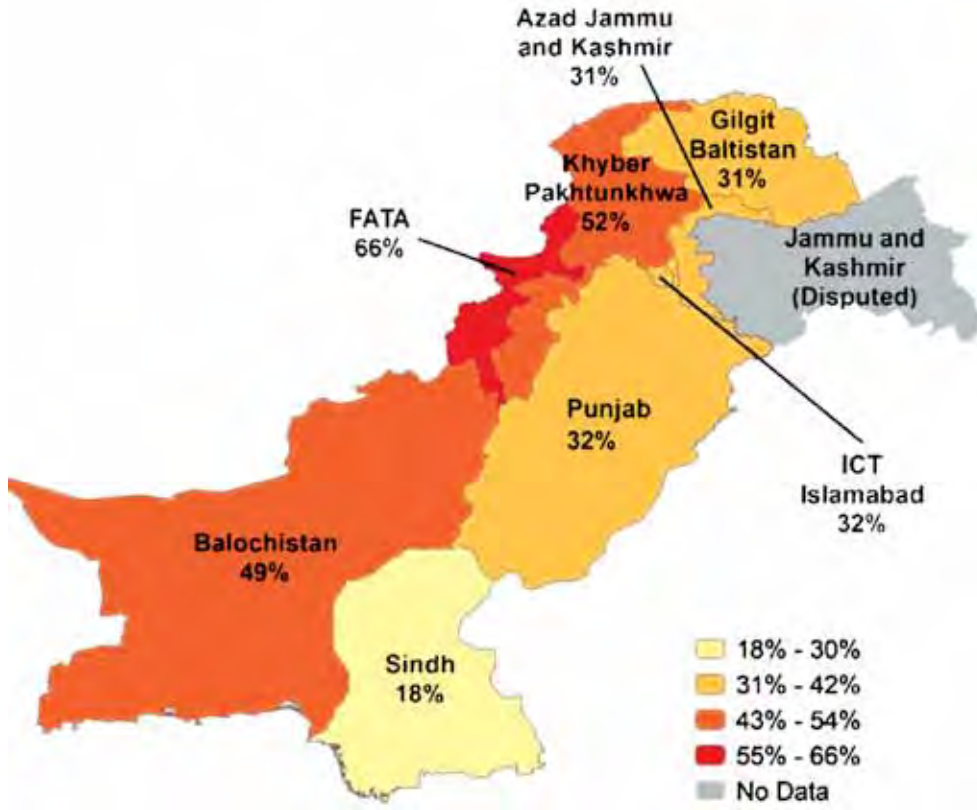 Azad Jammu
and Kashmir
31%
Gilgit
Baltistan
31%
Khyber
Pakhtunkhwa
52%
FATA
66%
Jammu and
Kashmir
(Disputed)
Punjab
32%
ICT
Islamabad
32%
Balochistan
49%
Sindh
18%
18% - 30%
31% - 42%
43% - 54%
55% - 66%
No Data